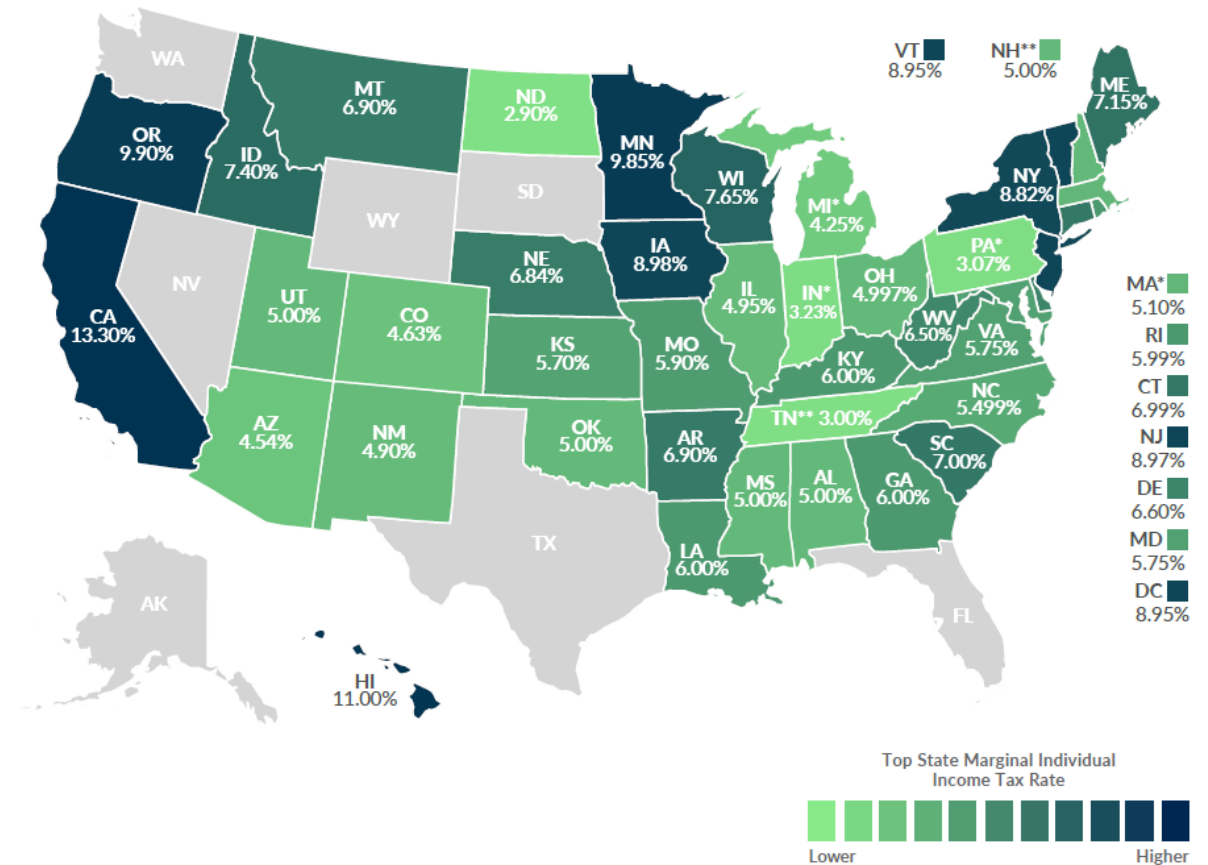 WA
VT
8.95%
NH**
5.00%
MT
6.90%
ND
2.90%
ME
7.15%
OR
9.90%
ID
7.40%
MN
9.85%
WI
7.65%
NY
8.82%
SD
WY
MI*
4.25%
NE
6.84%
IA
8.98%
PA*
3.07%
NV
UT
5.00%
CO
4.63%
IL
4.95%
IN*
3.23%
OH
4.997%
MA*
5.10%
CA
13.30%
KS
5.70%
MO
5.90%
WV
6.50%
VA
5.75%
RI
5.99%
KY
6.00%
CT
6.99%
NC
5.499%
AZ
4.54%
NM
4.90%
OK
5.00%
TN** 3.00%
AR
6.90%
SC
7.00%
NJ
8.97%
MS
5.00%
AL
5.00%
GA
6.00%
DE
6.60%
TX
LA
6.00%
MD
5.75%
AK
FL
DC
8.95%
HI
11.00%
Top State Marginal Individual
Income Tax Rate
Lower
Higher